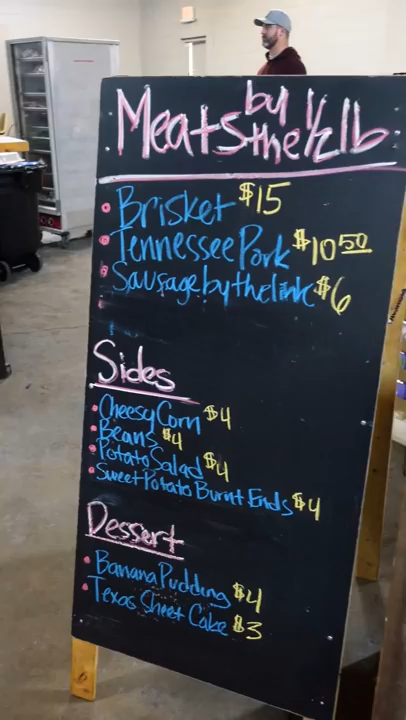 Meats by the 1/2 lb
Brisket $15
Tennessee Pork $10 50
Sausage by the link $6
Sides
Cheesy Corn $4
Beans $4
Potato Salad $4
Sweet Potato Burnt Ends $4
Dessert
Banana Pudding $4
Texas Sheet Cake $3